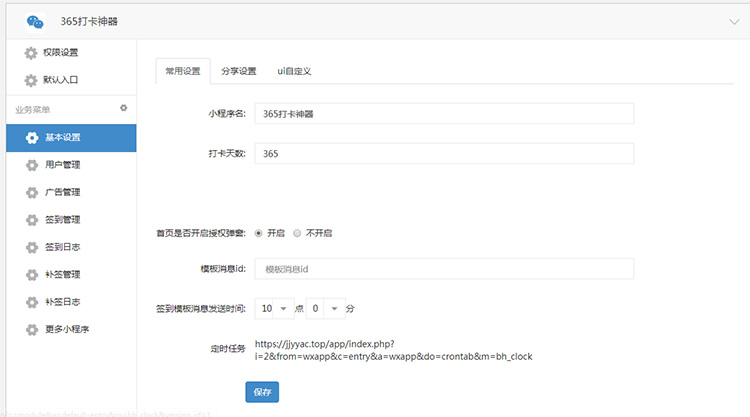 365打卡神器
权限设置
默认入口
业务菜单
基本设置
用户管理
广告管理
签到管理
签到日志
补签管理
补签日志
更多小程序
常用设置 分享设置 ui自定义
小程序名: 365打卡神器
打卡天数: 365
首页是否开启授权弹窗: 开启 不开启
模板消息id: 模板消息id
签到模板消息发送时间: 10 点 0 分
定时任务 https://jjyyac.top/app/index.php?
i=2&from=wxapp&c=entry&a=wxapp&do=crontab&m=bh_clock
保存